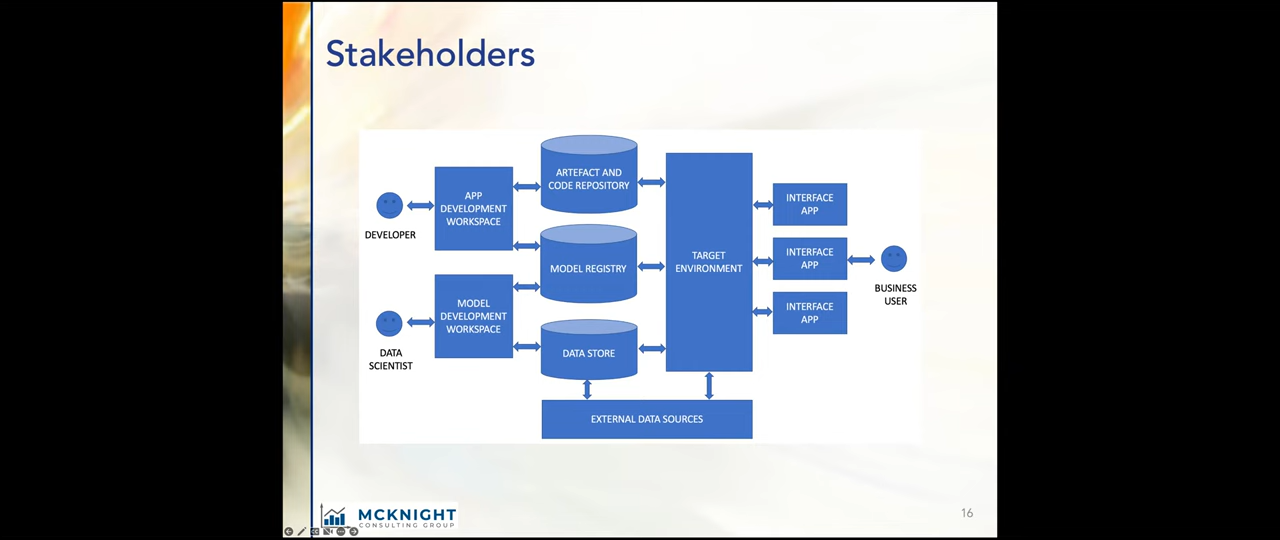 Stakeholders
ARTEFACT AND
CODE REPOSITORY
APP
DEVELOPMENT
WORKSPACE
DEVELOPER
INTERFACE
APP
MODEL REGISTRY
TARGET
ENVIRONMENT
INTERFACE
APP
BUSINESS
USER
MODEL
DEVELOPMENT
WORKSPACE
DATA
SCIENTIST
INTERFACE
APP
DATA STORE
EXTERNAL DATA SOURCES
MCKNIGHT
CONSULTING GROUP
16